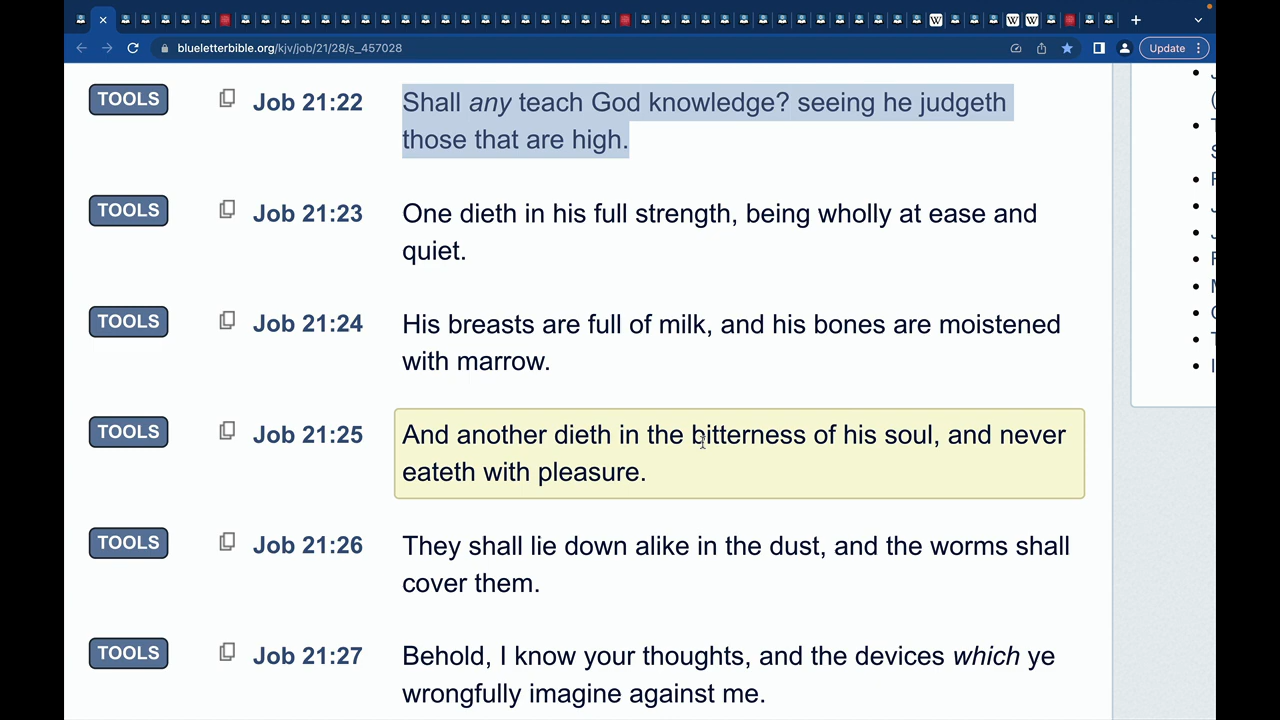 blueletterbible.org/kjv/job/21/28/s_457028
Update
TOOLS Job 21:22 Shall any teach God knowledge? seeing he judgeth
those that are high.
TOOLS Job 21:23 One dieth in his full strength, being wholly at ease and
quiet.
TOOLS Job 21:24 His breasts are full of milk, and his bones are moistened
with marrow.
TOOLS Job 21:25 And another dieth in the bitterness of his soul, and never
eateth with pleasure.
TOOLS Job 21:26 They shall lie down alike in the dust, and the worms shall
cover them.
TOOLS Job 21:27 Behold, I know your thoughts, and the devices which ye
wrongfully imagine against me.